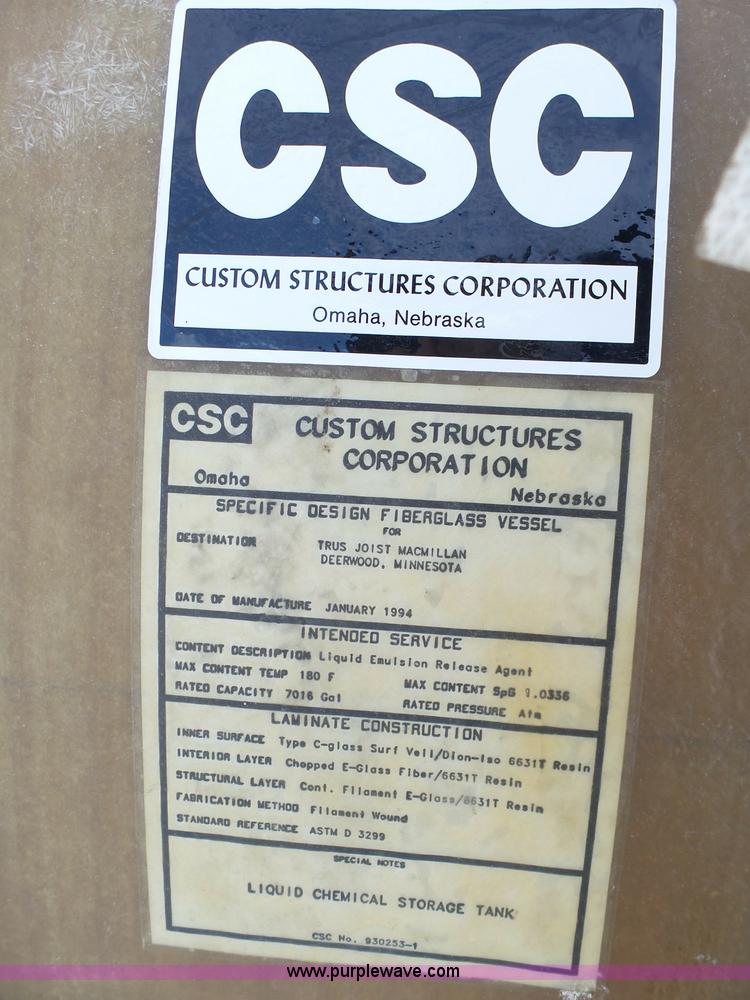 CSC
CUSTOM STRUCTURES CORPORATION
Omaha, Nebraska
CSC
CUSTOM STRUCTURES
CORPORATION
Omaha
Nebraska
SPECIFIC DESIGN FIBERGLASS VESSEL
FOR
DESTINATION TRUS JOIST MACMILLAN
DEERWOOD, MINNESOTA
DATE OF MANUFACTURE JANUARY 1994
INTENDED SERVICE
CONTENT DESCRIPTION Liquid Emulsion Release Agent
MAX CONTENT TEMP 180 F MAX CONTENT SpG 1.0336
RATED CAPACITY 7016 Gal RATED PRESSURE Atm
LAMINATE CONSTRUCTION
INNER SURFACE Type C-glass Surf Veil/Dion-Iso 6631T Resin
INTERIOR LAYER Chopped E-Glass Fiber/6631T Resin
STRUCTURAL LAYER Cont. Filament E-Glass/6631T Resin
FABRICATION METHOD Filament Wound
STANDARD REFERENCE ASTM D 3299
SPECIAL NOTES
LIQUID CHEMICAL STORAGE TANK
CSC No. 930253-1
www.purplewave.com